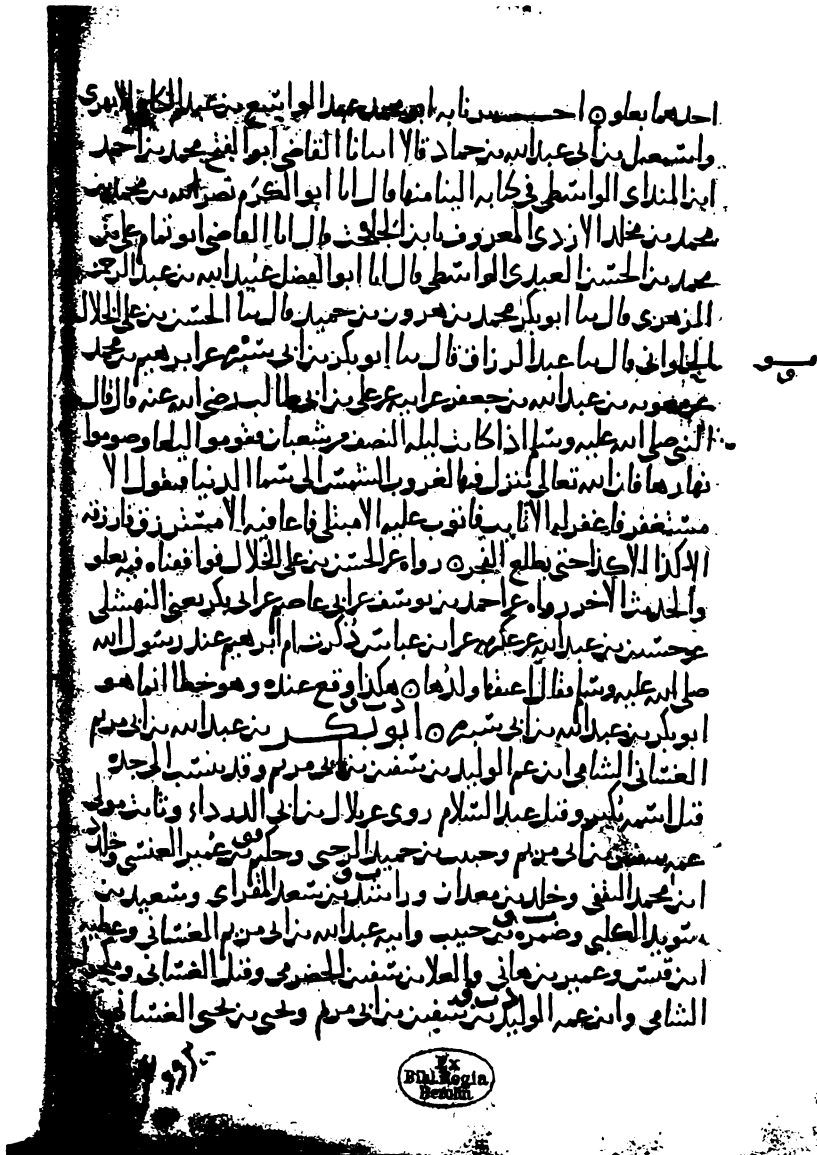 احدهما بعلو ۞ اخبرنا به ابو محمد عبد الواسع بن عبد الكافي الابهري
واسمعيل بن ابي عبد الله بن حماد قالا انبانا القاضي ابو الفتح محمد بن احمد
ابن المنداي الواسطي في كتابه الينا منها قال انا ابو الكرم نصر الله بن محمد بن
محمد بن مخلد الازدي المعروف بابن الجلخت قال انا القاضي ابو تمام علي بن
محمد بن الحسن العبدي الواسطي قال انا ابو الفضل عبيد الله بن عبد الرحمن
الزهري قال ثنا ابو بكر محمد بن هرون بن حميد قال ثنا الحسن بن علي الخلال
الحلواني قال ثنا عبد الرزاق قال ثنا ابو بكر بن ابي سبرة عن ابرهيم بن محمد
عن معوية بن عبد الله بن جعفر عن ابيه عن علي بن ابي طالب رضي الله عنه قال قال
النبي صلى الله عليه وسلم اذا كانت ليلة النصف من شعبان فقوموا ليلها وصوموا
نهارها فان الله تعالى ينزل فيها لغروب الشمس الى سما الدنيا فيقول الا
مستغفر فاغفر له الا تايب فاتوب عليه الا مبتلى فاعافيه الا مسترزق فارزقه
الا كذا الا كذا حتى يطلع الفجر ۞ رواه عن الحسن بن علي الخلال فوافقناه فيه بعلو
والحديث الاخر رواه عن احمد بن يوسف عن ابي عاصم عن ابي بكر يعني النهشلي
عن حسين بن عبد الله عن عكرمة عن ابن عباس ذكرت ام ابرهيم عند رسول الله
صلى الله عليه وسلم فقال اعتقها ولدها ۞ هكذا وقع عنده وهو خطا انما هو
ابو بكر بن عبد الله بن ابي سبرة ۞ د ت ق ابو بكر بن عبد الله بن ابي مريم
الغساني الشامي ابن عم الوليد بن سفين بن ابي مريم وقد ينسب الى جده
قيل اسمه بكير وقيل عبد السلام روى عن بلال بن ابي الدرداء وثابت مولى
عمه سفين بن ابي مريم وحبيب بن حميد الرحبي وحكيم بن عمير العنسي وخالد
ابن محمد الثقفي وخالد بن معدان وراشد بن سعد المقراي وسعيد بن
سويد الكلبي وضمرة بن حبيب وابيه عبد الله بن ابي مريم الغساني وعطية
ابن قيس وعمير بن هاني والعلا بن سفين الحضرمي وقيل الغساني ومكحول
الشامي وابن عمه الوليد بن سفين بن ابي مريم ويحيى بن يحيى الغساني
Ex
Bibl. Regia
Berolin